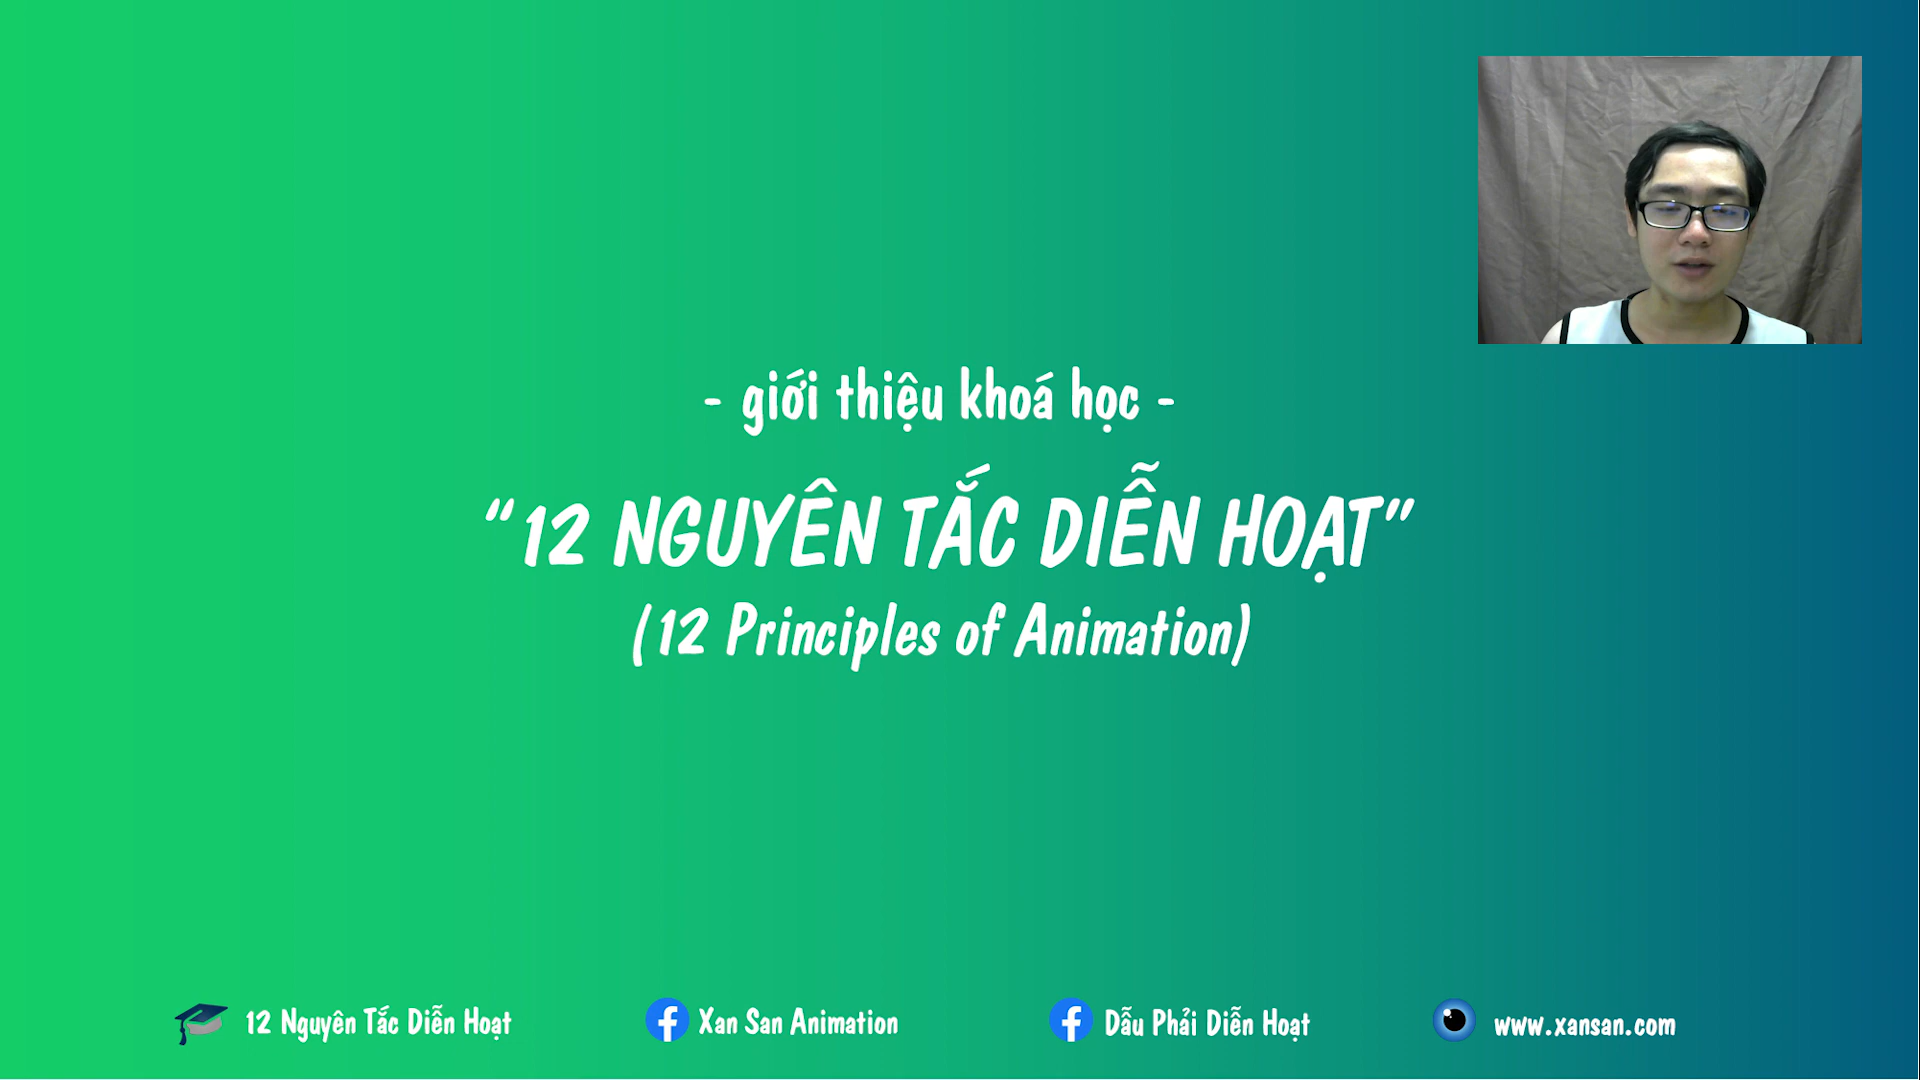 - giới thiệu khoá học -
“12 NGUYÊN TẮC DIỄN HOẠT”
(12 Principles of Animation)
12 Nguyên Tắc Diễn Hoạt
Xan San Animation
Dẫu Phải Diễn Hoạt
www.xansan.com